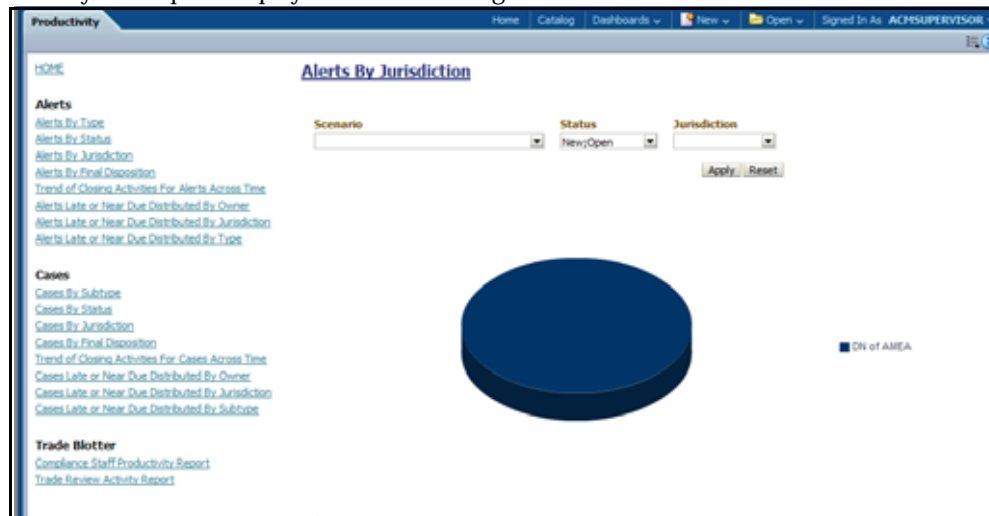 Productivity
Home Catalog Dashboards New Open Signed In As ACMSUPERVISOR
HOME
Alerts By Jurisdiction
Alerts
Alerts By Type
Alerts By Status
Alerts By Jurisdiction
Alerts By Final Disposition
Trend of Closing Activities For Alerts Across Time
Alerts Late or Near Due Distributed By Owner
Alerts Late or Near Due Distributed By Jurisdiction
Alerts Late or Near Due Distributed By Type
Scenario Status Jurisdiction
New;Open
Apply Reset
Cases
Cases By Subtype
Cases By Status
Cases By Jurisdiction
Cases By Final Disposition
Trend of Closing Activities For Cases Across Time
Cases Late or Near Due Distributed By Owner
Cases Late or Near Due Distributed By Jurisdiction
Cases Late or Near Due Distributed By Subtype
DN of AMEA
Trade Blotter
Compliance Staff Productivity Report
Trade Review Activity Report